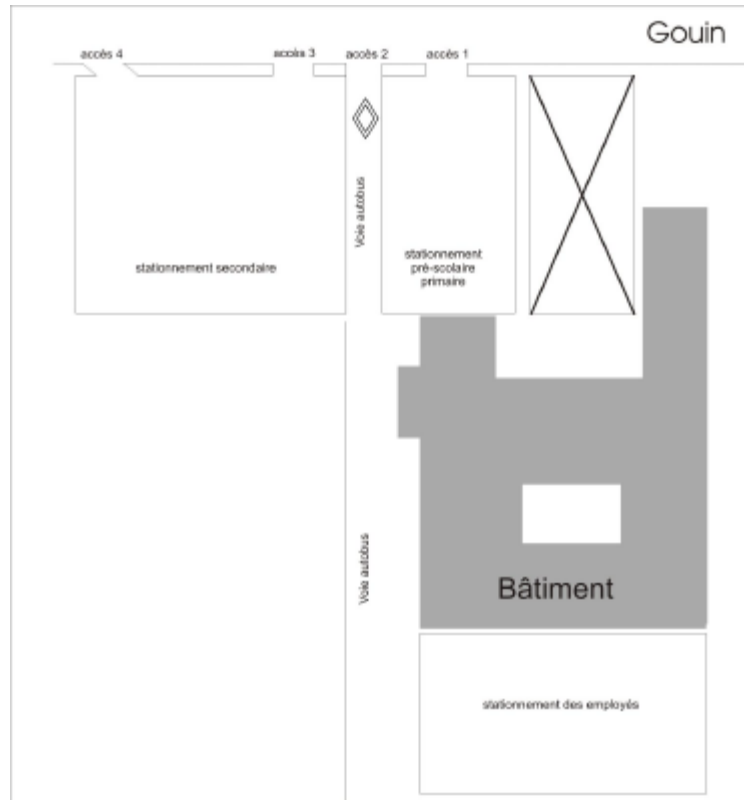 Gouin
accès 4
accès 3
accès 2
accès 1
Voie autobus
stationnement secondaire
stationnement
pré-scolaire
primaire
Voie autobus
Bâtiment
stationnement des employés